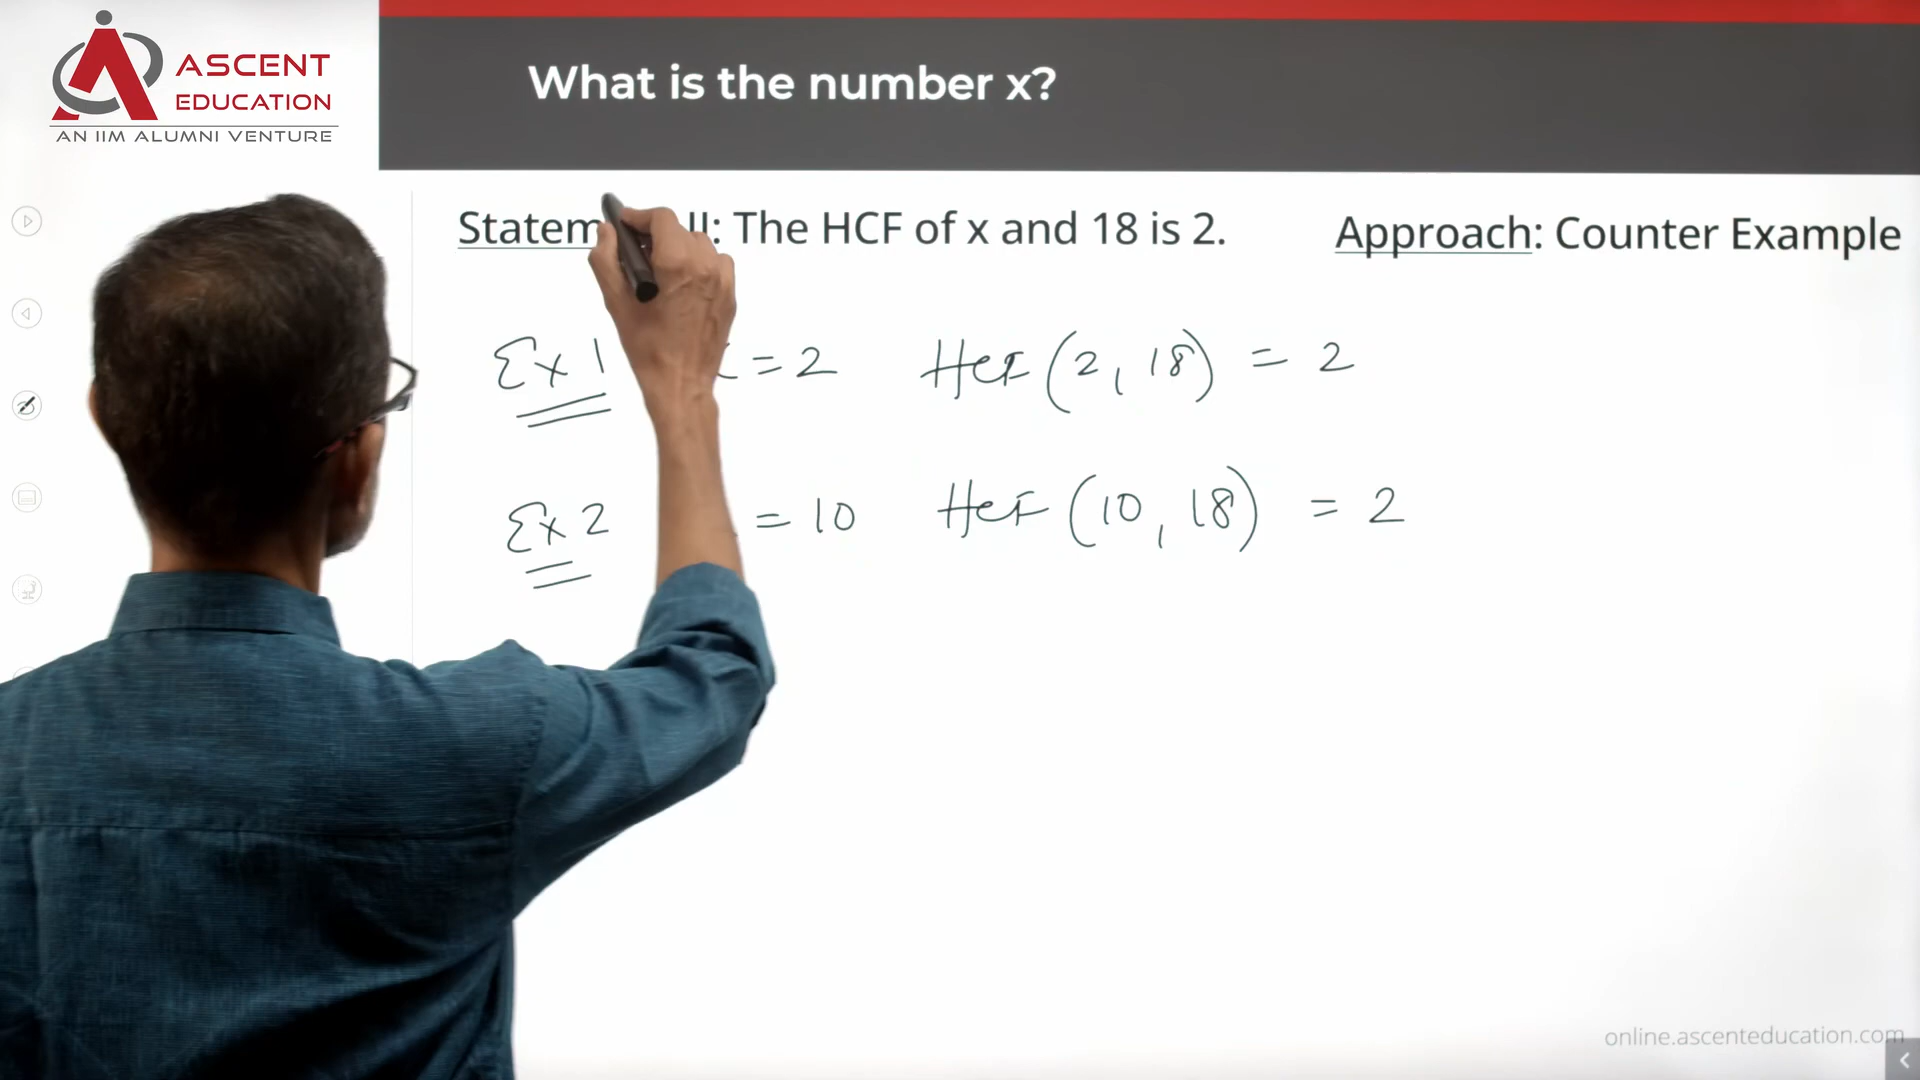 ASCENT
EDUCATION
AN IIM ALUMNI VENTURE
What is the number x?
II: The HCF of x and 18 is 2.
Approach: Counter Example
Ex 1 = 2 HCF (2, 18) = 2
Ex 2 = 10 HCF (10, 18) = 2
online.ascenteducation.com